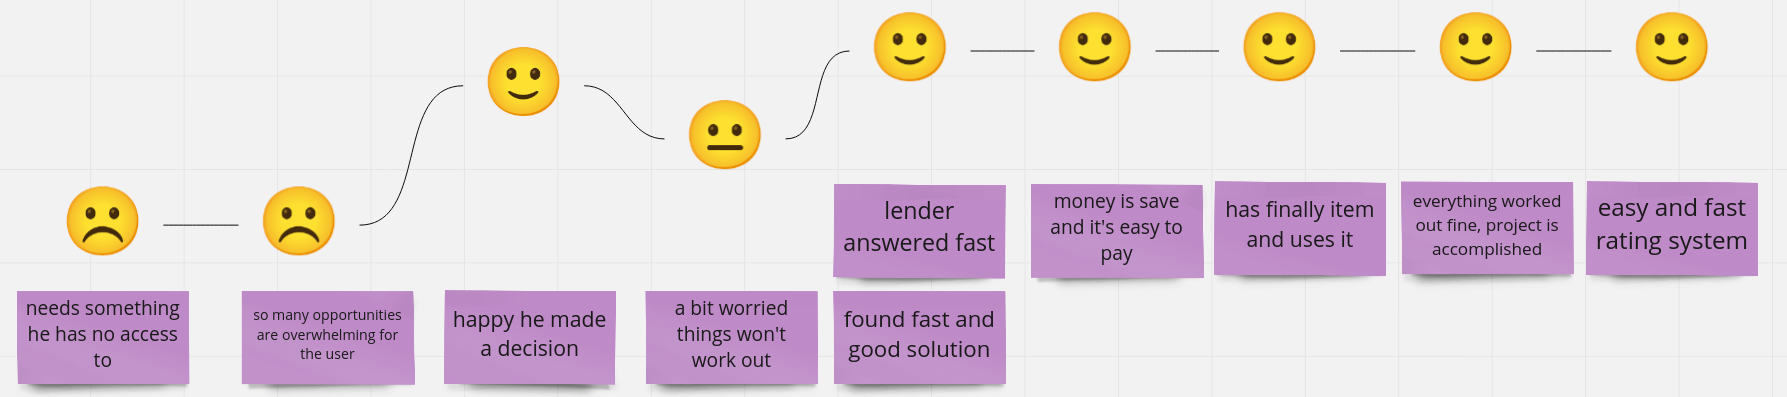 needs something
he has no access
to
so many opportunities
are overwhelming for
the user
happy he made
a decision
a bit worried
things won't
work out
lender
answered fast
found fast and
good solution
money is save
and it's easy to
pay
has finally item
and uses it
everything worked
out fine, project is
accomplished
easy and fast
rating system